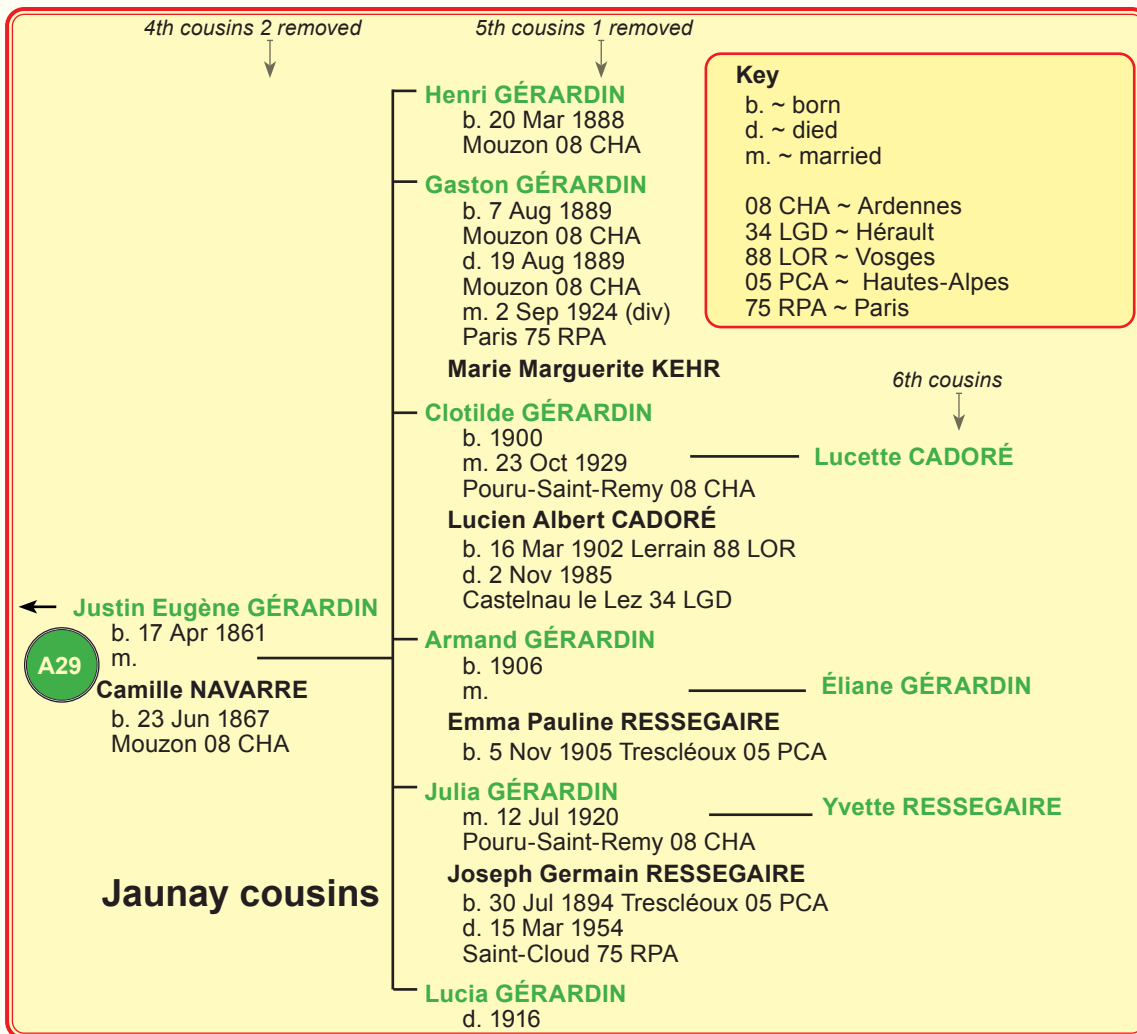 4th cousins 2 removed
5th cousins 1 removed
Key
b. ~ born
d. ~ died
m. ~ married
08 CHA ~ Ardennes
34 LGD ~ Hérault
88 LOR ~ Vosges
05 PCA ~ Hautes-Alpes
75 RPA ~ Paris
Henri GÉRARDIN
b. 20 Mar 1888
Mouzon 08 CHA
Gaston GÉRARDIN
b. 7 Aug 1889
Mouzon 08 CHA
d. 19 Aug 1889
Mouzon 08 CHA
m. 2 Sep 1924 (div)
Paris 75 RPA
Marie Marguerite KEHR
6th cousins
Clotilde GÉRARDIN
b. 1900
m. 23 Oct 1929
Pouru-Saint-Remy 08 CHA
Lucette CADORÉ
Lucien Albert CADORÉ
b. 16 Mar 1902 Lerrain 88 LOR
d. 2 Nov 1985
Castelnau le Lez 34 LGD
Justin Eugène GÉRARDIN
b. 17 Apr 1861
m.
A29
Camille NAVARRE
b. 23 Jun 1867
Mouzon 08 CHA
Armand GÉRARDIN
b. 1906
m.
Éliane GÉRARDIN
Emma Pauline RESSEGAIRE
b. 5 Nov 1905 Trescléoux 05 PCA
Julia GÉRARDIN
m. 12 Jul 1920
Pouru-Saint-Remy 08 CHA
Yvette RESSEGAIRE
Joseph Germain RESSEGAIRE
b. 30 Jul 1894 Trescléoux 05 PCA
d. 15 Mar 1954
Saint-Cloud 75 RPA
Jaunay cousins
Lucia GÉRARDIN
d. 1916